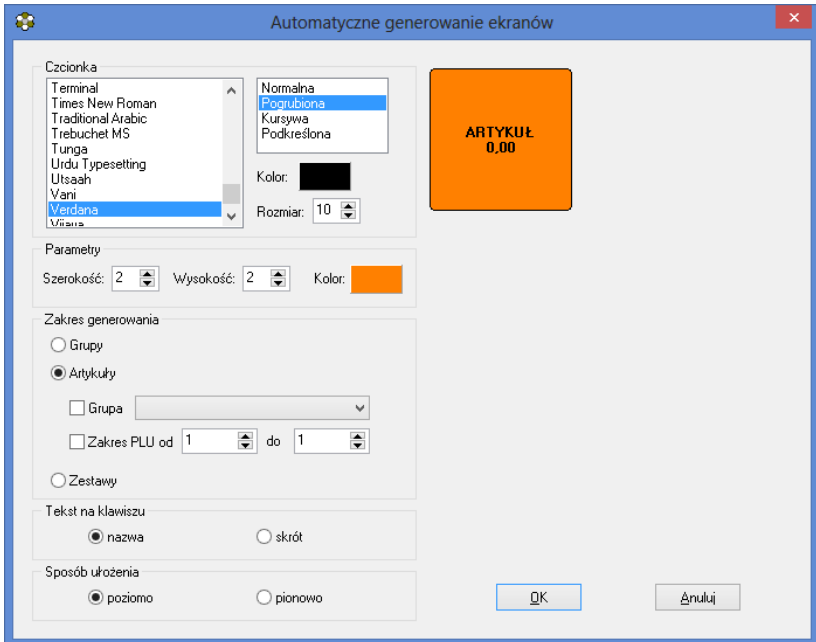 Automatyczne generowanie ekranów
Czcionka
Terminal
Times New Roman
Traditional Arabic
Trebuchet MS
Tunga
Urdu Typesetting
Utsaah
Vani
Verdana
Vijaya
Normalna
Pogrubiona
Kursywa
Podkreślona
Kolor:
Rozmiar: 10
ARTYKUŁ
0,00
Parametry
Szerokość: 2 Wysokość: 2 Kolor:
Zakres generowania
Grupy
Artykuły
Grupa
Zakres PLU od 1 do 1
Zestawy
Tekst na klawiszu
nazwa skrót
Sposób ułożenia
poziomo pionowo
OK Anuluj